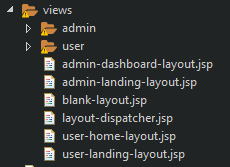 views
admin
user
admin-dashboard-layout.jsp
admin-landing-layout.jsp
blank-layout.jsp
layout-dispatcher.jsp
user-home-layout.jsp
user-landing-layout.jsp